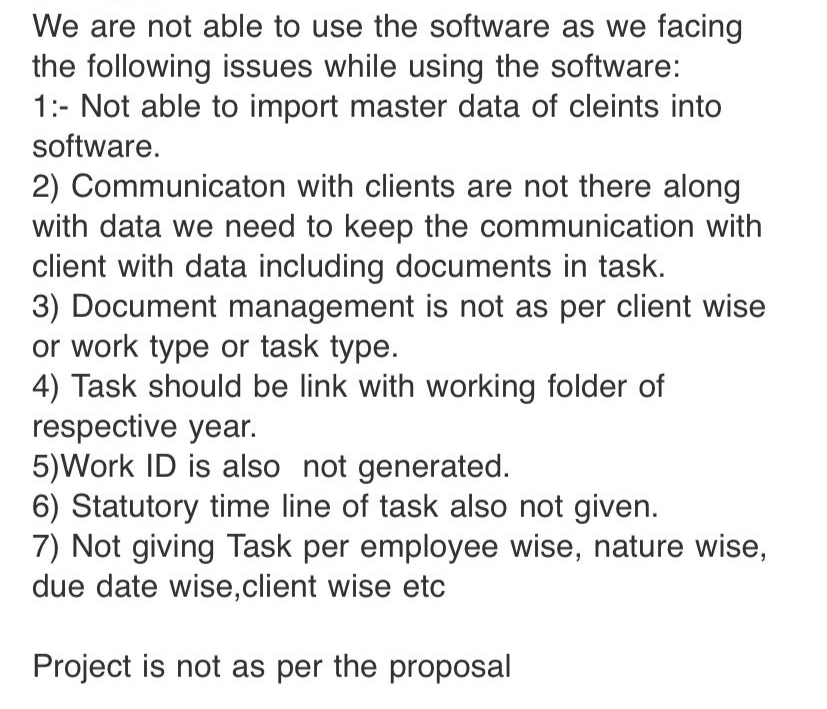 We are not able to use the software as we facing
the following issues while using the software:
1:- Not able to import master data of cleints into
software.
2) Communicaton with clients are not there along
with data we need to keep the communication with
client with data including documents in task.
3) Document management is not as per client wise
or work type or task type.
4) Task should be link with working folder of
respective year.
5)Work ID is also  not generated.
6) Statutory time line of task also not given.
7) Not giving Task per employee wise, nature wise,
due date wise,client wise etc

Project is not as per the proposal